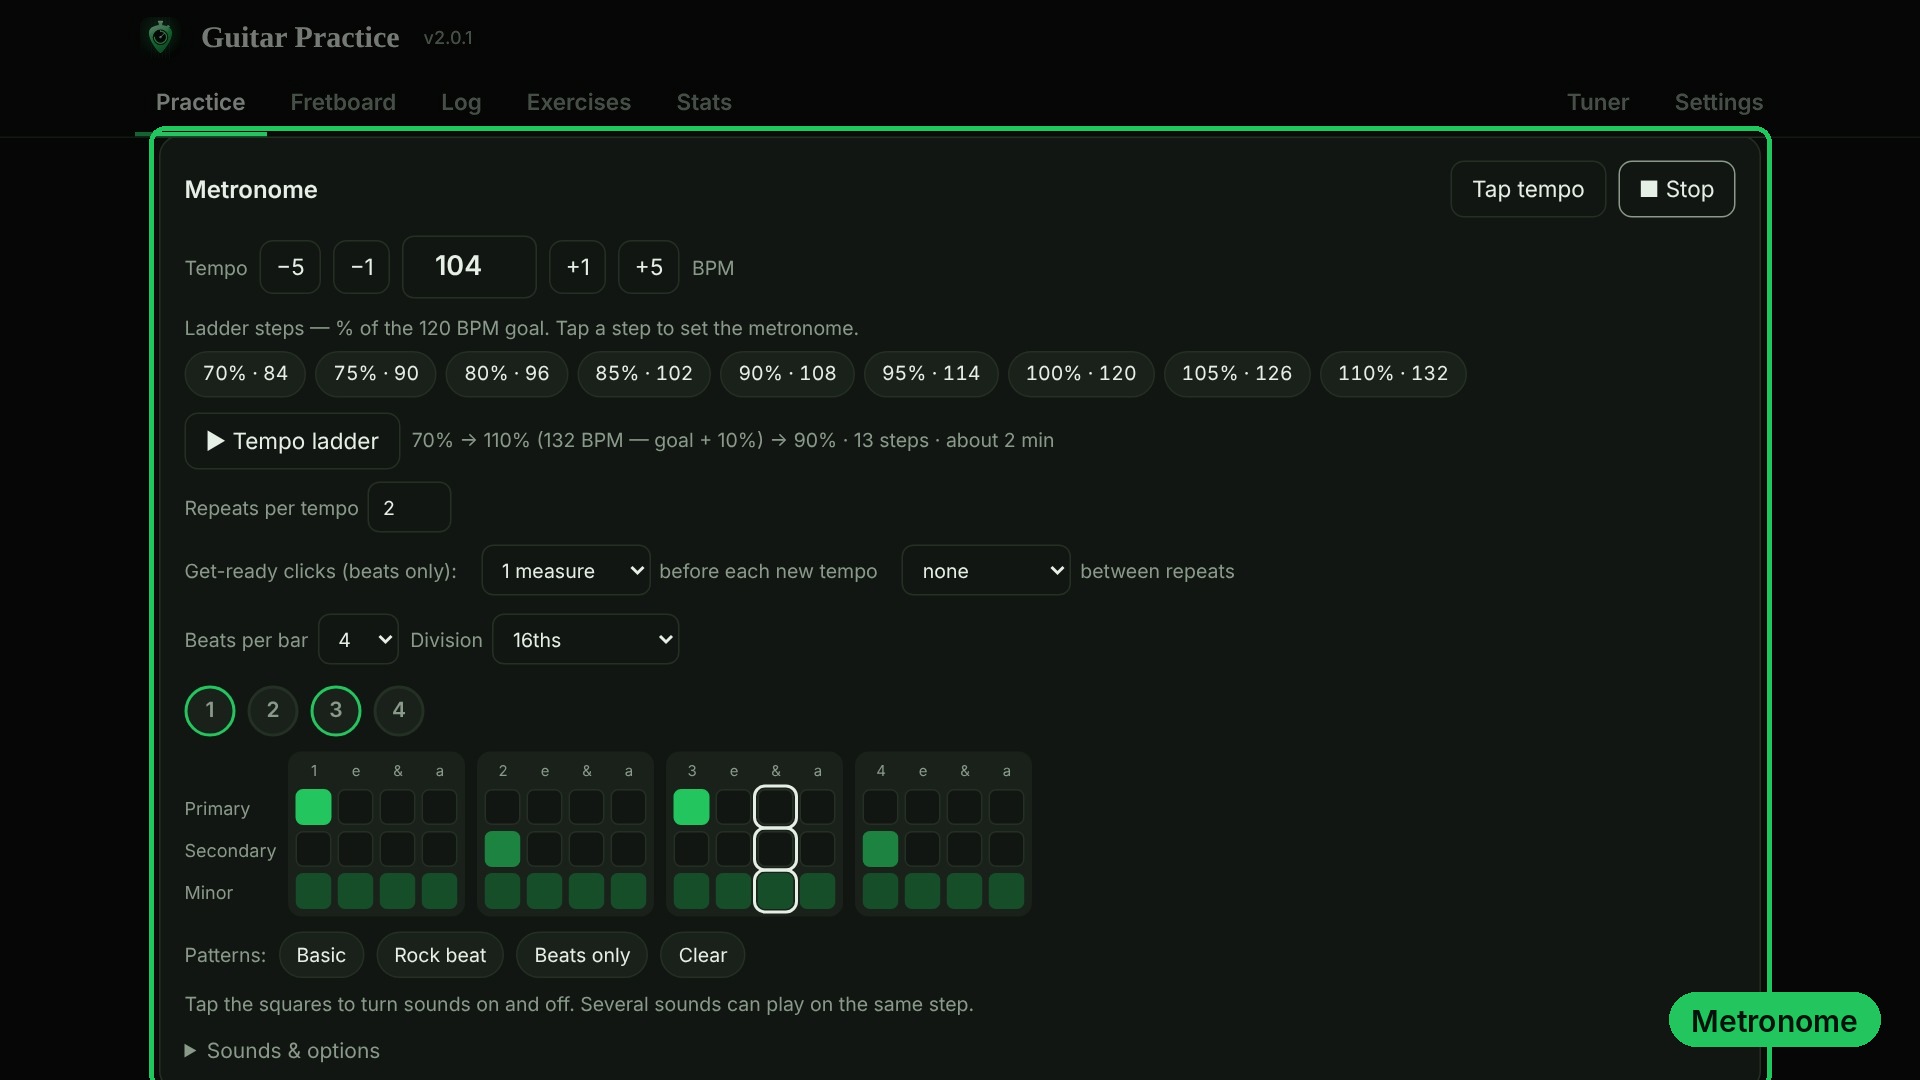 Guitar Practice v2.0.1
Practice Fretboard Log Exercises Stats Tuner Settings
Metronome Tap tempo Stop
Tempo −5 −1 104 +1 +5 BPM
Ladder steps — % of the 120 BPM goal. Tap a step to set the metronome.
70% · 84 75% · 90 80% · 96 85% · 102 90% · 108 95% · 114 100% · 120 105% · 126 110% · 132
Tempo ladder 70% → 110% (132 BPM — goal + 10%) → 90% · 13 steps · about 2 min
Repeats per tempo 2
Get-ready clicks (beats only): 1 measure before each new tempo none between repeats
Beats per bar 4 Division 16ths
1 2 3 4
1 e & a 2 e & a 3 e & a 4 e & a
Primary
Secondary
Minor
Patterns: Basic Rock beat Beats only Clear
Tap the squares to turn sounds on and off. Several sounds can play on the same step.
Sounds & options
Metronome